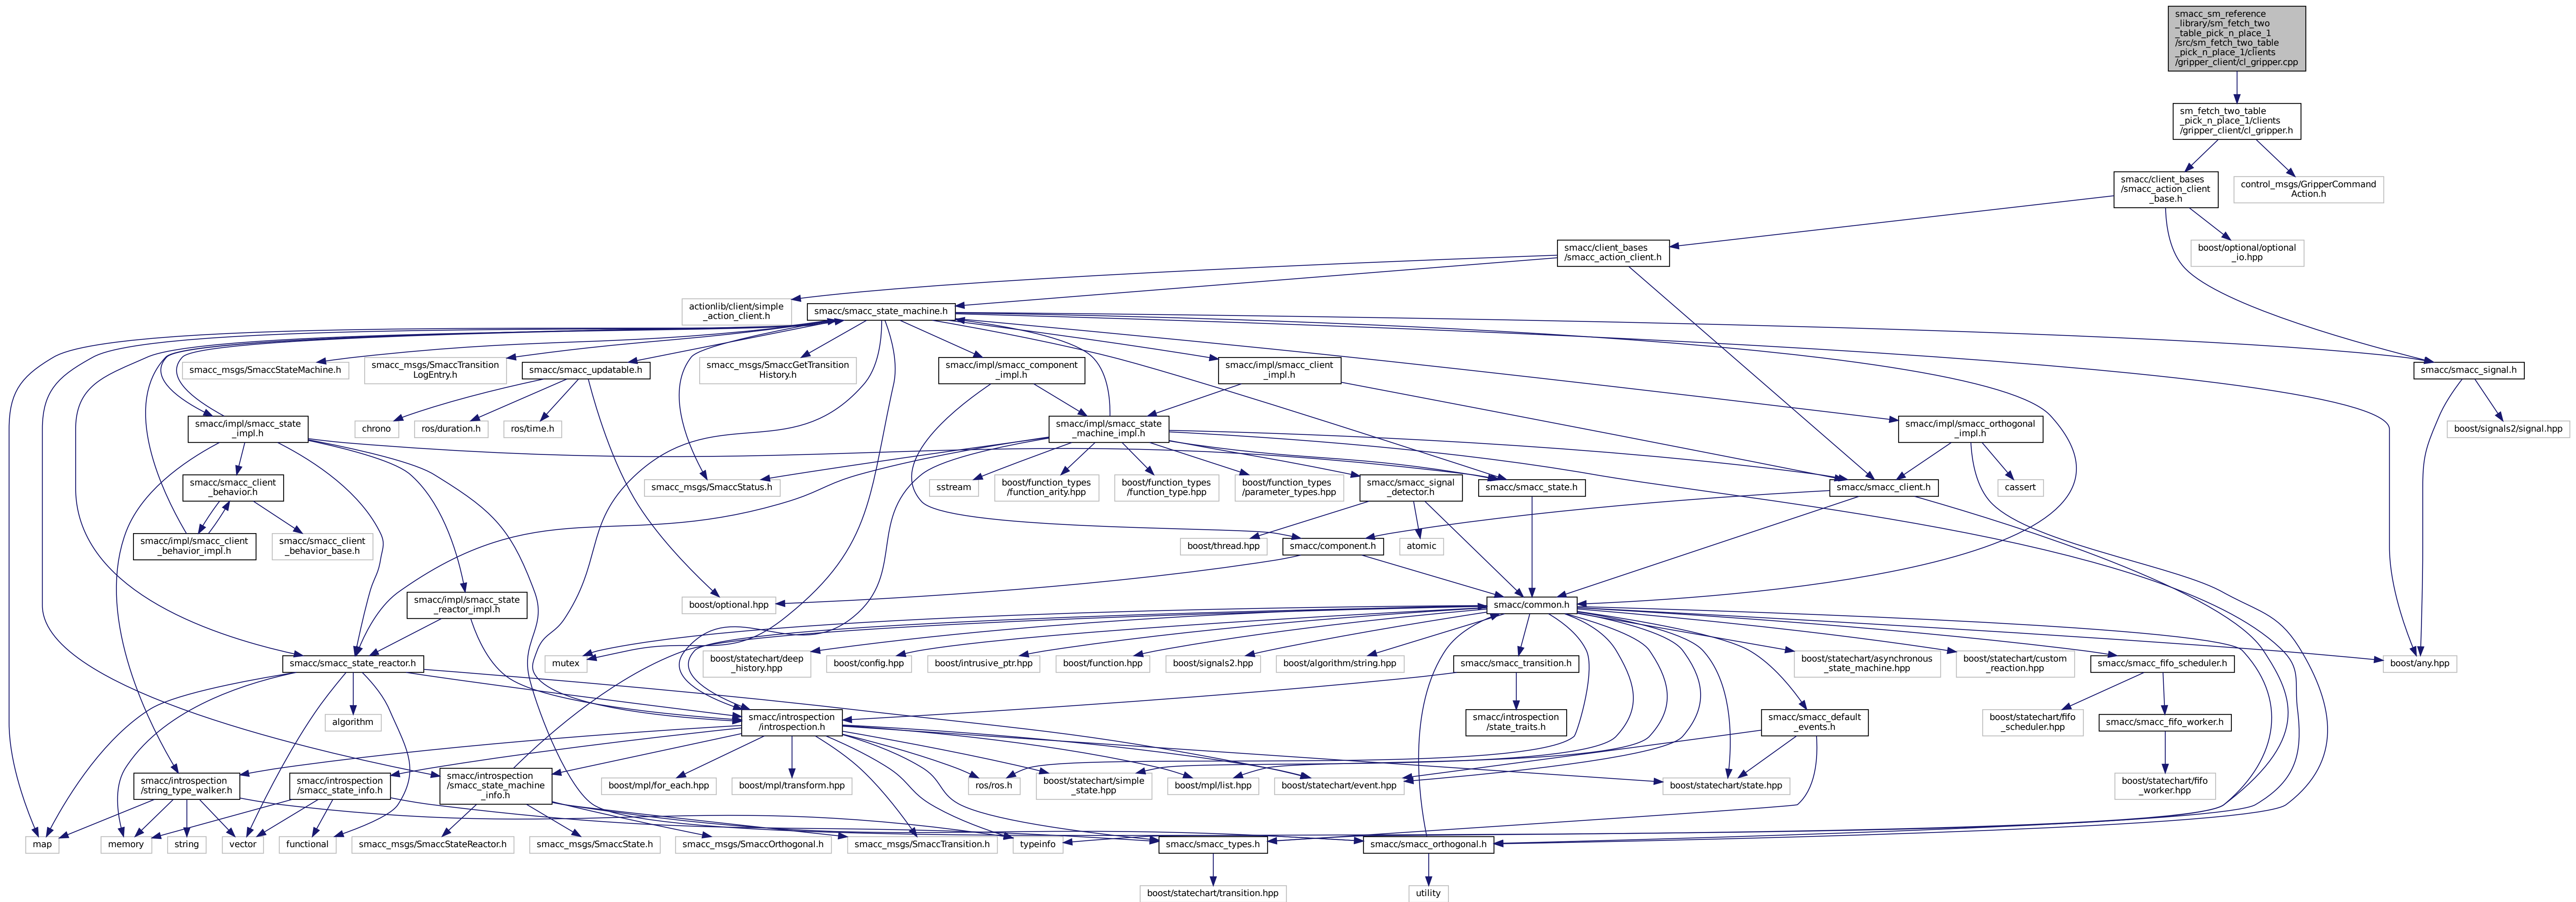 smacc_sm_reference
_library/sm_fetch_two
_table_pick_n_place_1
/src/sm_fetch_two_table
_pick_n_place_1/clients
/gripper_client/cl_gripper.cpp
sm_fetch_two_table
_pick_n_place_1/clients
/gripper_client/cl_gripper.h
smacc/client_bases
/smacc_action_client
_base.h
control_msgs/GripperCommand
Action.h
smacc/client_bases
/smacc_action_client.h
boost/optional/optional
_io.hpp
actionlib/client/simple
_action_client.h
smacc/smacc_state_machine.h
smacc_msgs/SmaccStateMachine.h
smacc_msgs/SmaccTransition
LogEntry.h
smacc/smacc_updatable.h
smacc_msgs/SmaccGetTransition
History.h
smacc/impl/smacc_component
_impl.h
smacc/impl/smacc_client
_impl.h
smacc/smacc_signal.h
smacc/impl/smacc_state
_impl.h
chrono
ros/duration.h
ros/time.h
smacc/impl/smacc_state
_machine_impl.h
smacc/impl/smacc_orthogonal
_impl.h
boost/signals2/signal.hpp
smacc/smacc_client
_behavior.h
smacc_msgs/SmaccStatus.h
sstream
boost/function_types
/function_arity.hpp
boost/function_types
/function_type.hpp
boost/function_types
/parameter_types.hpp
smacc/smacc_signal
_detector.h
smacc/smacc_state.h
smacc/smacc_client.h
cassert
smacc/impl/smacc_client
_behavior_impl.h
smacc/smacc_client
_behavior_base.h
boost/thread.hpp
smacc/component.h
atomic
smacc/impl/smacc_state
_reactor_impl.h
boost/optional.hpp
smacc/common.h
smacc/smacc_state_reactor.h
mutex
boost/statechart/deep
_history.hpp
boost/config.hpp
boost/intrusive_ptr.hpp
boost/function.hpp
boost/signals2.hpp
boost/algorithm/string.hpp
smacc/smacc_transition.h
boost/statechart/asynchronous
_state_machine.hpp
boost/statechart/custom
_reaction.hpp
smacc/smacc_fifo_scheduler.h
boost/any.hpp
algorithm
smacc/introspection
/introspection.h
smacc/introspection
/state_traits.h
smacc/smacc_default
_events.h
boost/statechart/fifo
_scheduler.hpp
smacc/smacc_fifo_worker.h
smacc/introspection
/string_type_walker.h
smacc/introspection
/smacc_state_info.h
smacc/introspection
/smacc_state_machine
_info.h
boost/mpl/for_each.hpp
boost/mpl/transform.hpp
ros/ros.h
boost/statechart/simple
_state.hpp
boost/mpl/list.hpp
boost/statechart/event.hpp
boost/statechart/state.hpp
boost/statechart/fifo
_worker.hpp
map
memory
string
vector
functional
smacc_msgs/SmaccStateReactor.h
smacc_msgs/SmaccState.h
smacc_msgs/SmaccOrthogonal.h
smacc_msgs/SmaccTransition.h
typeinfo
smacc/smacc_types.h
smacc/smacc_orthogonal.h
boost/statechart/transition.hpp
utility